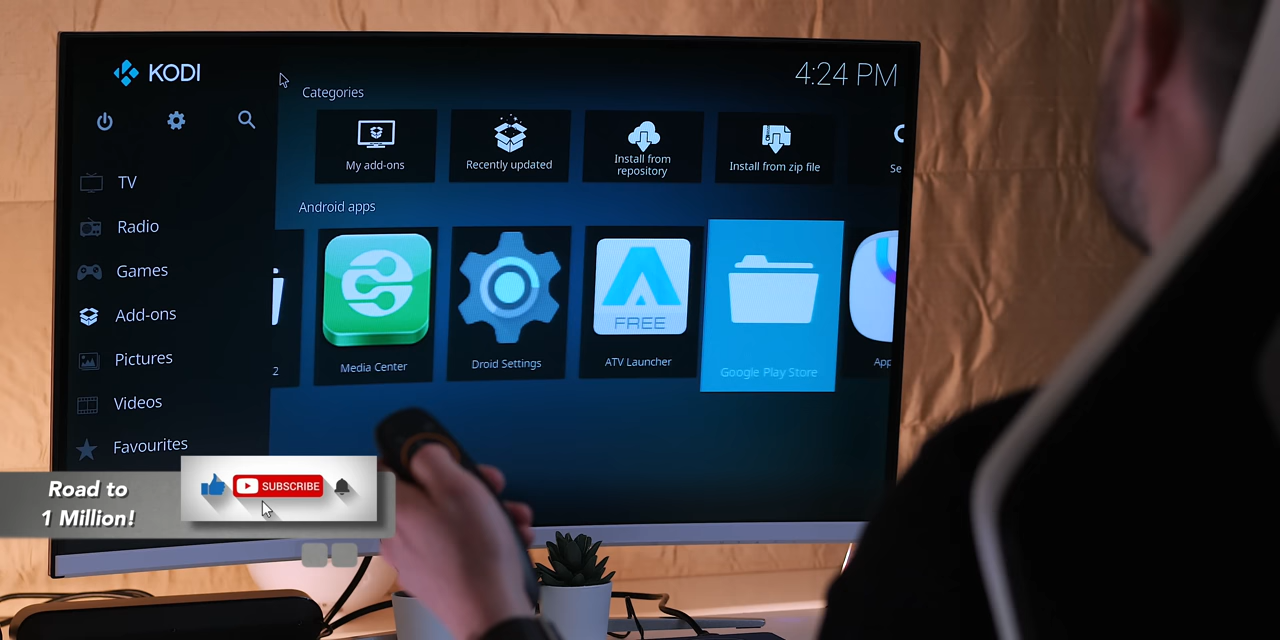 KODI
4:24 PM
Categories
My add-ons
Recently updated
Install from
repository
Install from zip file
Se
TV
Radio
Games
Add-ons
Pictures
Videos
Favourites
Android apps
2
Media Center
Droid Settings
FREE
ATV Launcher
Google Play Store
App
Road to
1 Million!
SUBSCRIBE